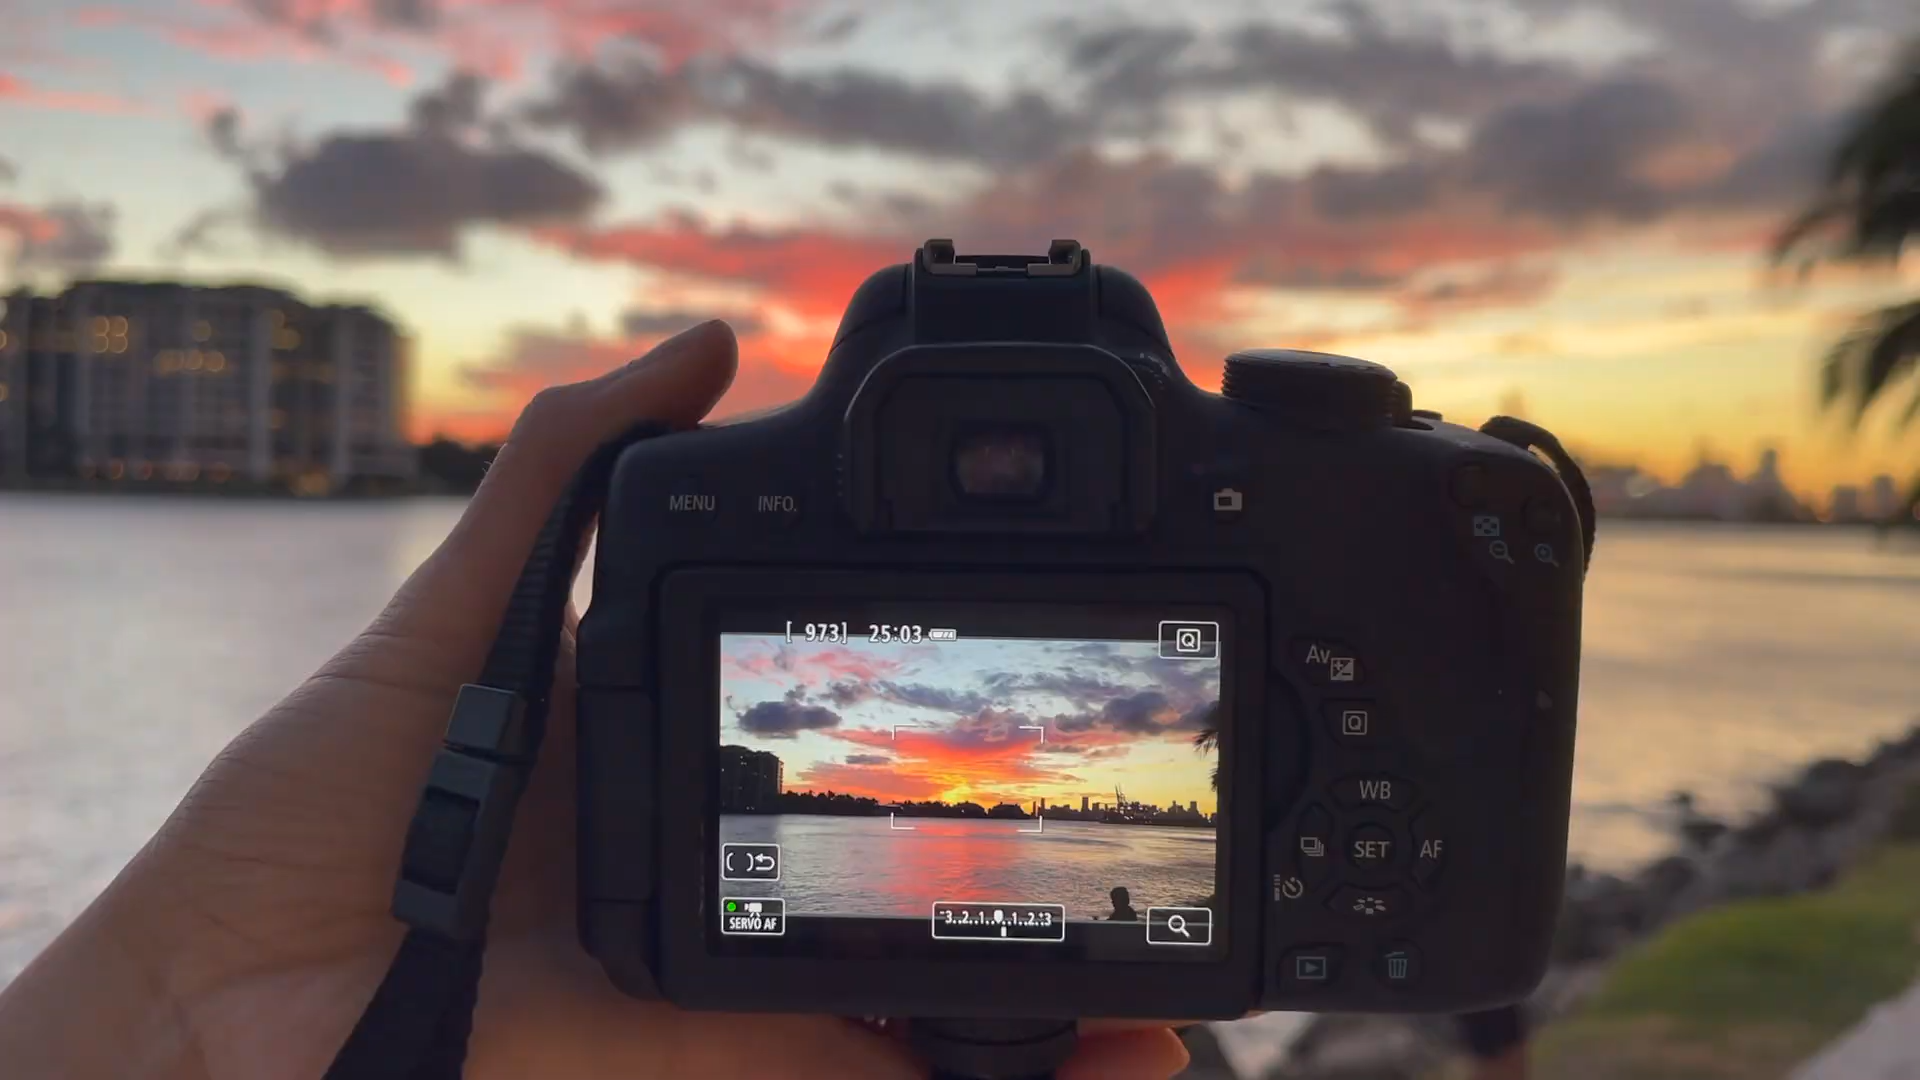 MENU INFO.
[ 973] 25:03
Q
Av
Q
WB
SET AF
SERVO AF
-3..2..1..0..1..2.:3